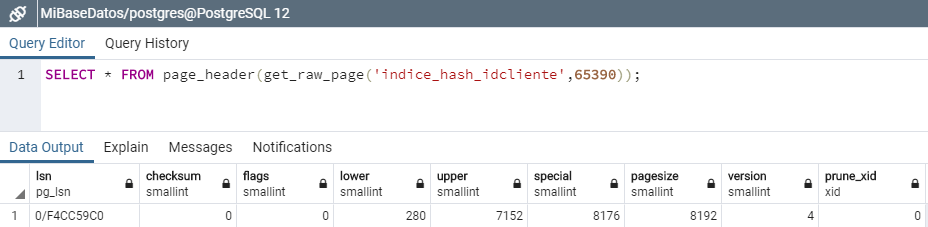 MiBaseDatos/postgres@PostgreSQL 12
Query Editor Query History
1 SELECT * FROM page_header(get_raw_page('indice_hash_idcliente',65390));
Data Output Explain Messages Notifications
lsn checksum flags lower upper special pagesize version prune_xid
pg_lsn smallint smallint smallint smallint smallint smallint smallint xid
1 0/F4CC59C0 0 0 280 7152 8176 8192 4 0